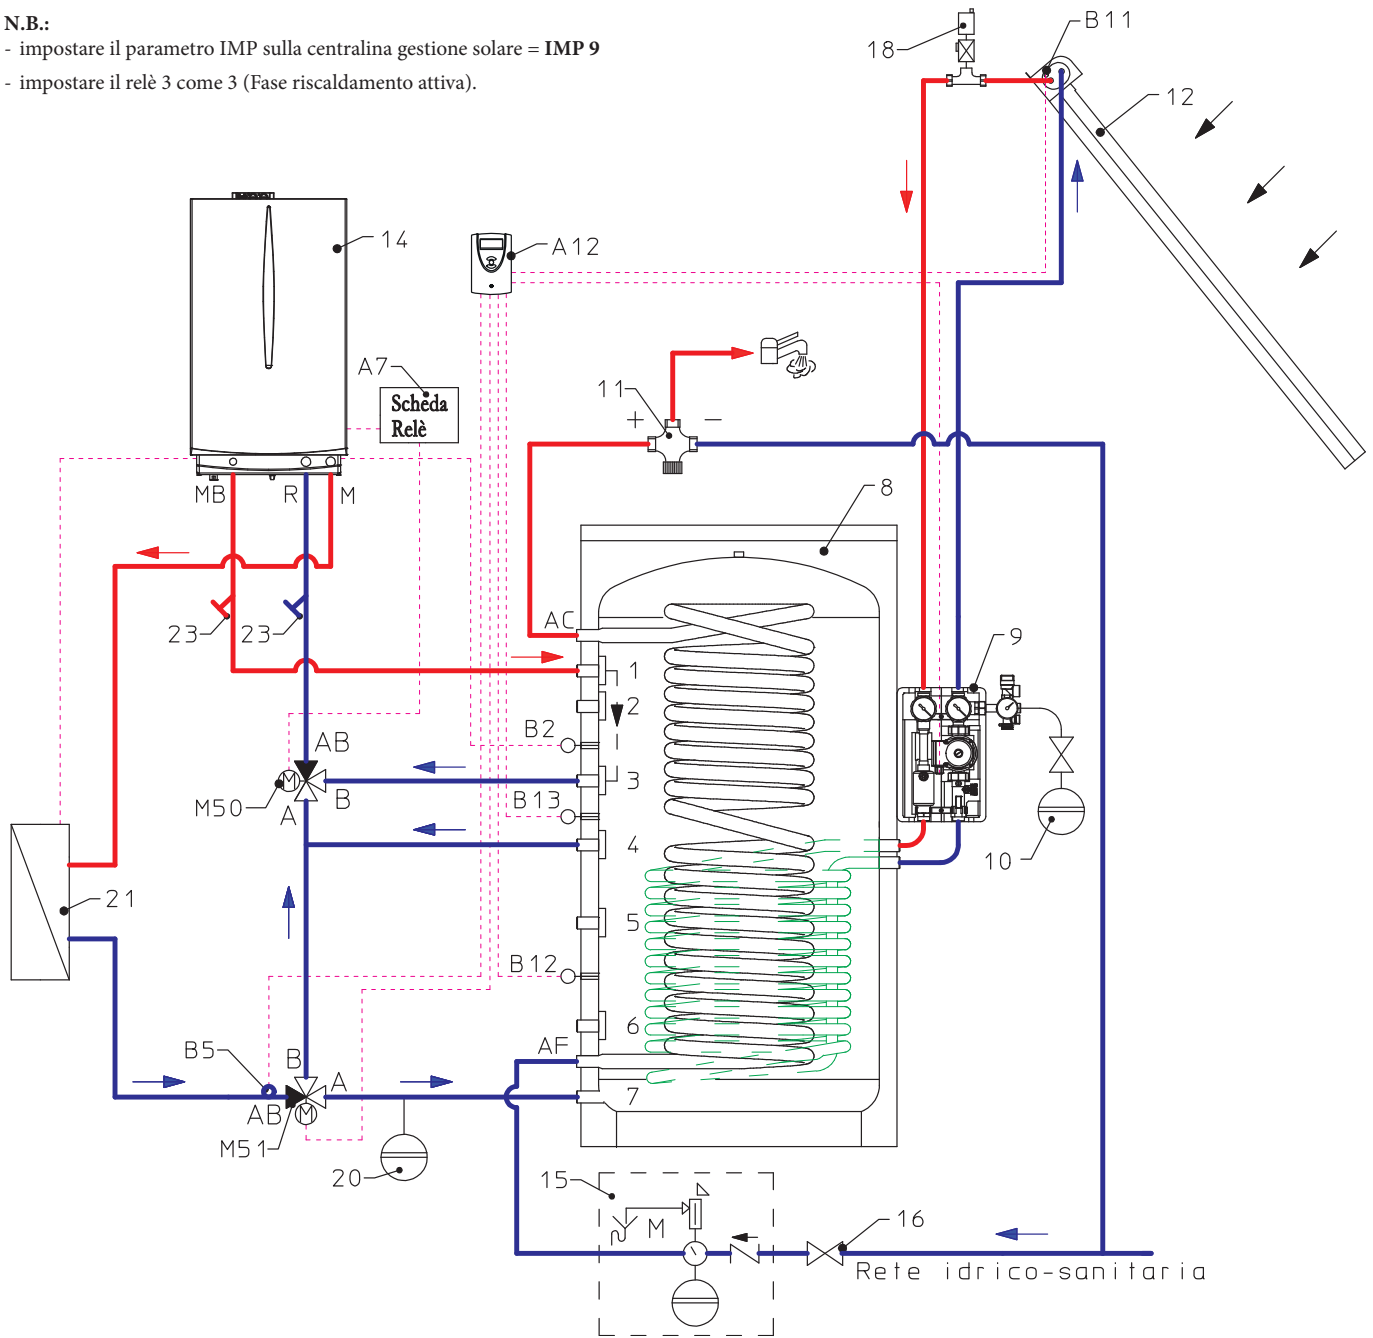 N.B.:
- impostare il parametro IMP sulla centralina gestione solare = IMP 9
- impostare il relè 3 come 3 (Fase riscaldamento attiva).
B11
18
12
14
A12
A7
Scheda
Relè
11
+
−
MB
R
M
8
AC
23
23
1
2
9
B2
AB
3
M
M50
B
A
B13
4
10
21
5
B12
6
AF
B5
B
A
7
AB
M
M51
20
15
M
16
Rete idrico-sanitaria